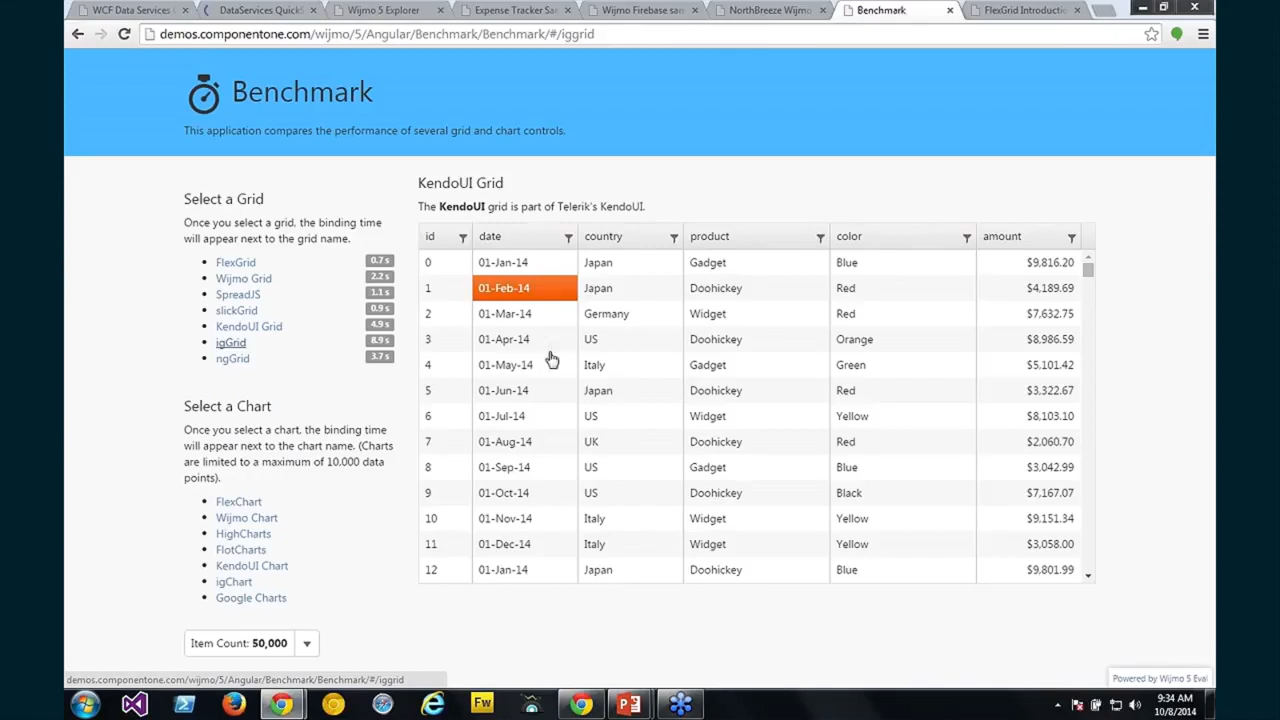 WCF Data Services
DataServices QuickS
Wijmo 5 Explorer
Expense Tracker Sam
Wijmo Firebase sam
NorthBreeze Wijmo
Benchmark
FlexGrid Introductio
demos.componentone.com/wijmo/5/Angular/Benchmark/Benchmark/#/iggrid
Benchmark
This application compares the performance of several grid and chart controls.
Select a Grid
Once you select a grid, the binding time
will appear next to the grid name.
FlexGrid 0.7 s
Wijmo Grid 2.2 s
SpreadJS 1.1 s
slickGrid 0.9 s
KendoUI Grid 4.9 s
igGrid 8.9 s
ngGrid 3.7 s
Select a Chart
Once you select a chart, the binding time
will appear next to the chart name. (Charts
are limited to a maximum of 10,000 data
points).
FlexChart
Wijmo Chart
HighCharts
FlotCharts
KendoUI Chart
igChart
Google Charts
Item Count: 50,000
KendoUI Grid
The KendoUI grid is part of Telerik's KendoUI.
id date country product color amount
0 01-Jan-14 Japan Gadget Blue $9,816.20
1 01-Feb-14 Japan Doohickey Red $4,189.69
2 01-Mar-14 Germany Widget Red $7,632.75
3 01-Apr-14 US Doohickey Orange $8,986.59
4 01-May-14 Italy Gadget Green $5,101.42
5 01-Jun-14 Japan Doohickey Red $3,322.67
6 01-Jul-14 US Widget Yellow $8,103.10
7 01-Aug-14 UK Doohickey Red $2,060.70
8 01-Sep-14 US Gadget Blue $3,042.99
9 01-Oct-14 US Doohickey Black $7,167.07
10 01-Nov-14 Italy Widget Yellow $9,151.34
11 01-Dec-14 Italy Widget Yellow $3,058.00
12 01-Jan-14 Japan Doohickey Blue $9,801.99
demos.componentone.com/wijmo/5/Angular/Benchmark/Benchmark/#/iggrid
Powered by Wijmo 5 Eval
Fw
9:34 AM
10/8/2014